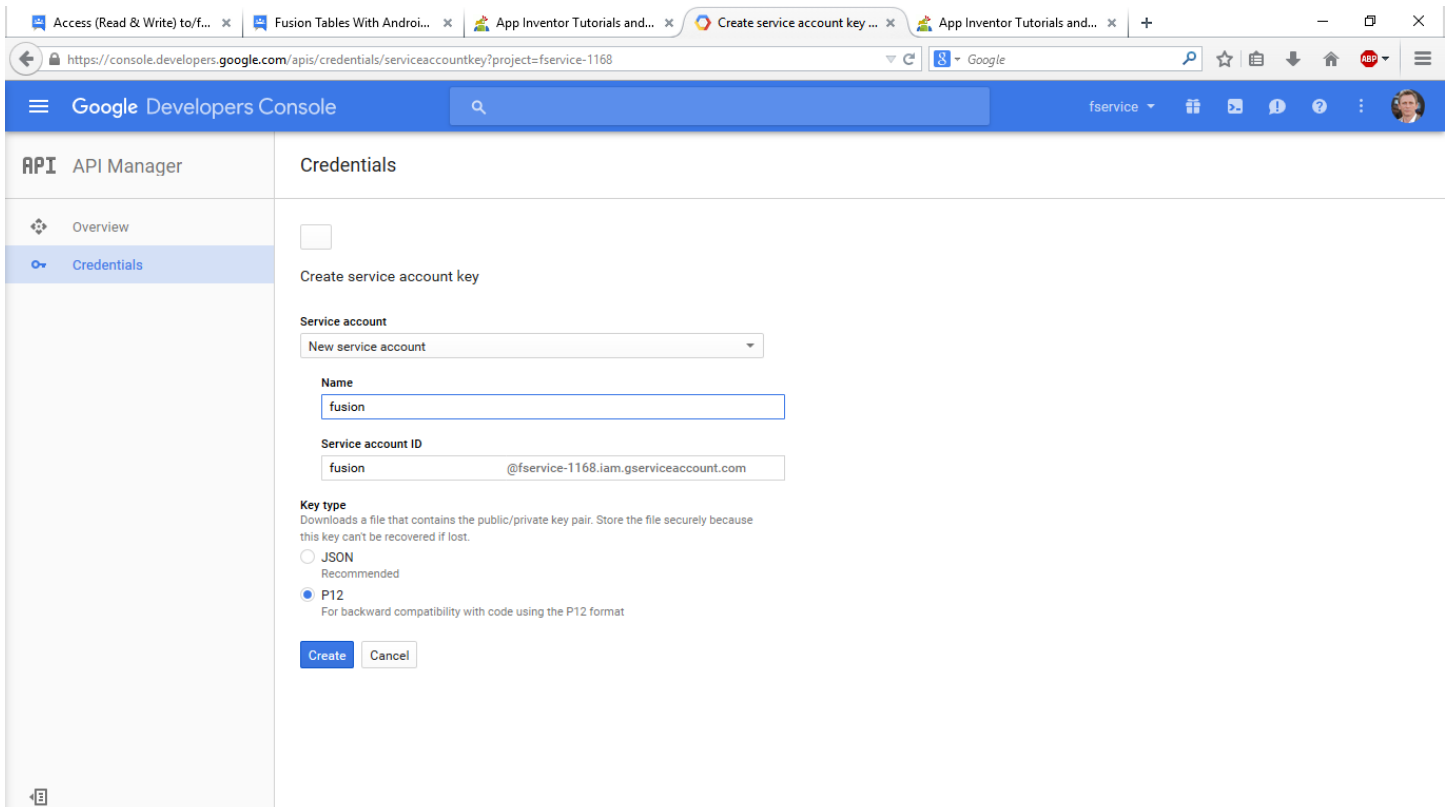 Access (Read & Write) to/f...
Fusion Tables With Androi...
App Inventor Tutorials and...
Create service account key ...
App Inventor Tutorials and...
https://console.developers.google.com/apis/credentials/serviceaccountkey?project=fservice-1168
8
Google
ABP
Google Developers Console
fservice
API API Manager
Credentials
Overview
Credentials
Create service account key
Service account
New service account
Name
fusion
Service account ID
fusion @fservice-1168.iam.gserviceaccount.com
Key type
Downloads a file that contains the public/private key pair. Store the file securely because
this key can't be recovered if lost.
JSON
Recommended
P12
For backward compatibility with code using the P12 format
Create Cancel